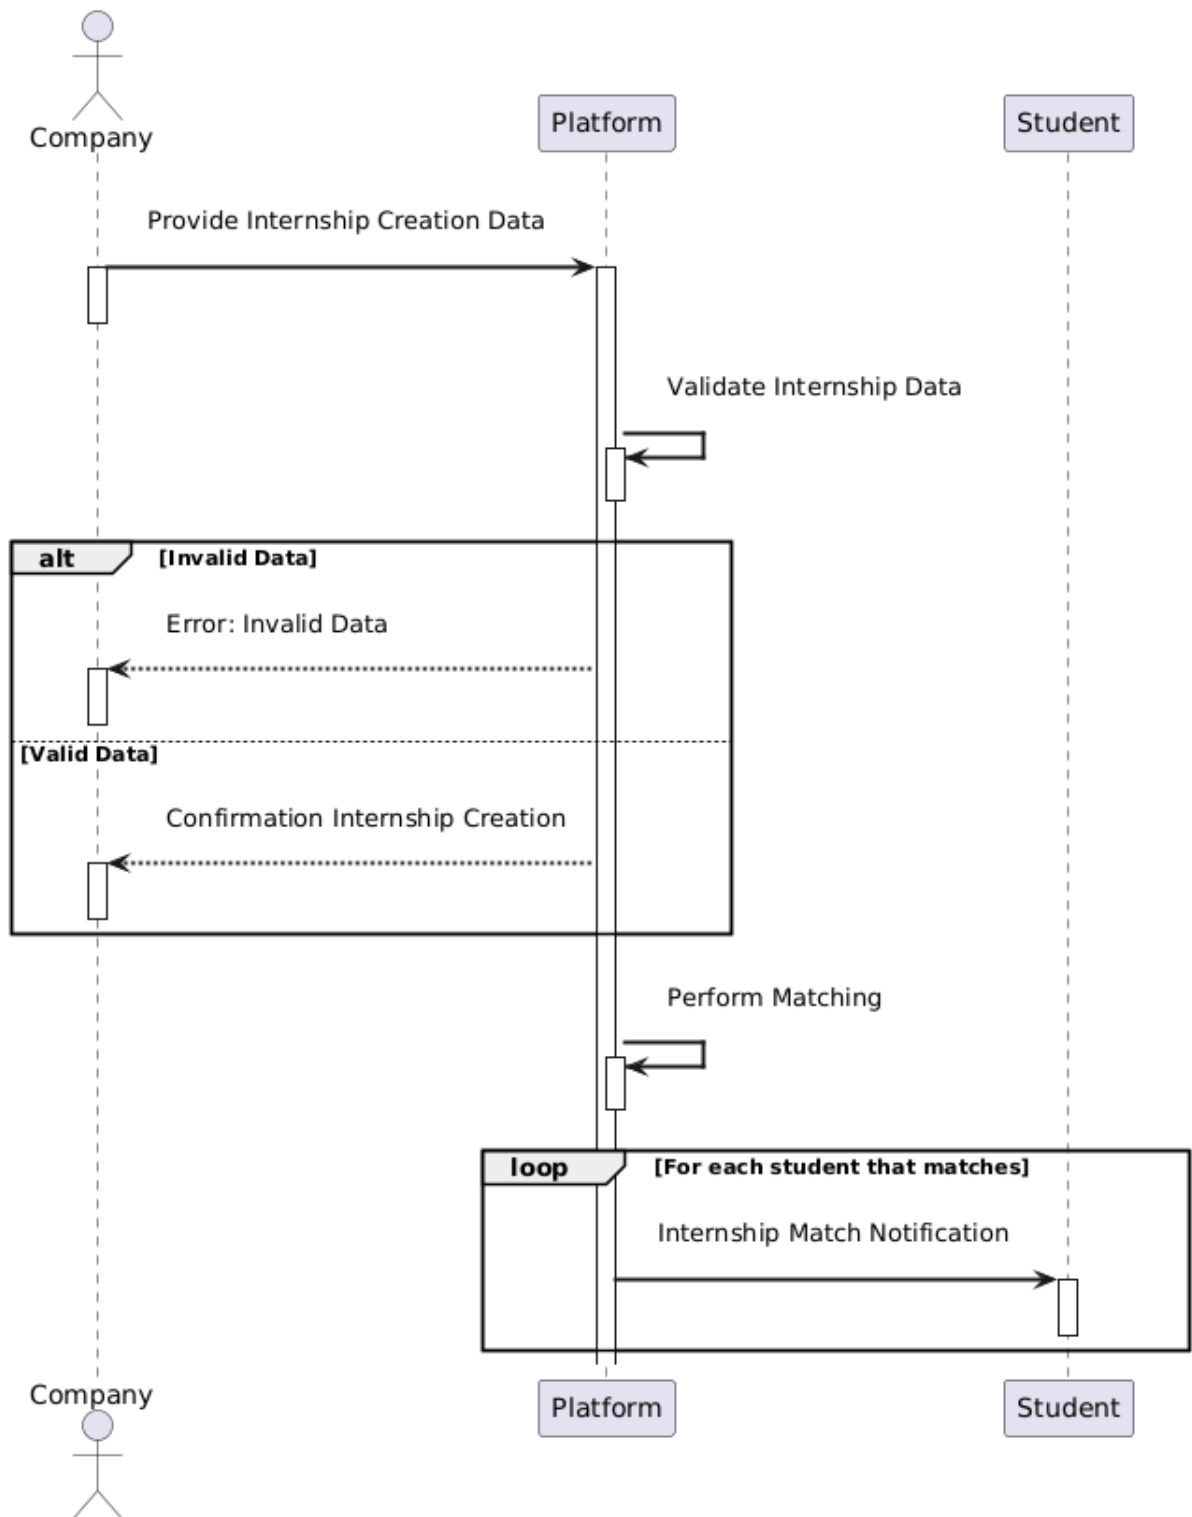 Company
Platform
Student
Provide Internship Creation Data
Validate Internship Data
alt
[Invalid Data]
Error: Invalid Data
[Valid Data]
Confirmation Internship Creation
Perform Matching
loop
[For each student that matches]
Internship Match Notification
Company
Platform
Student